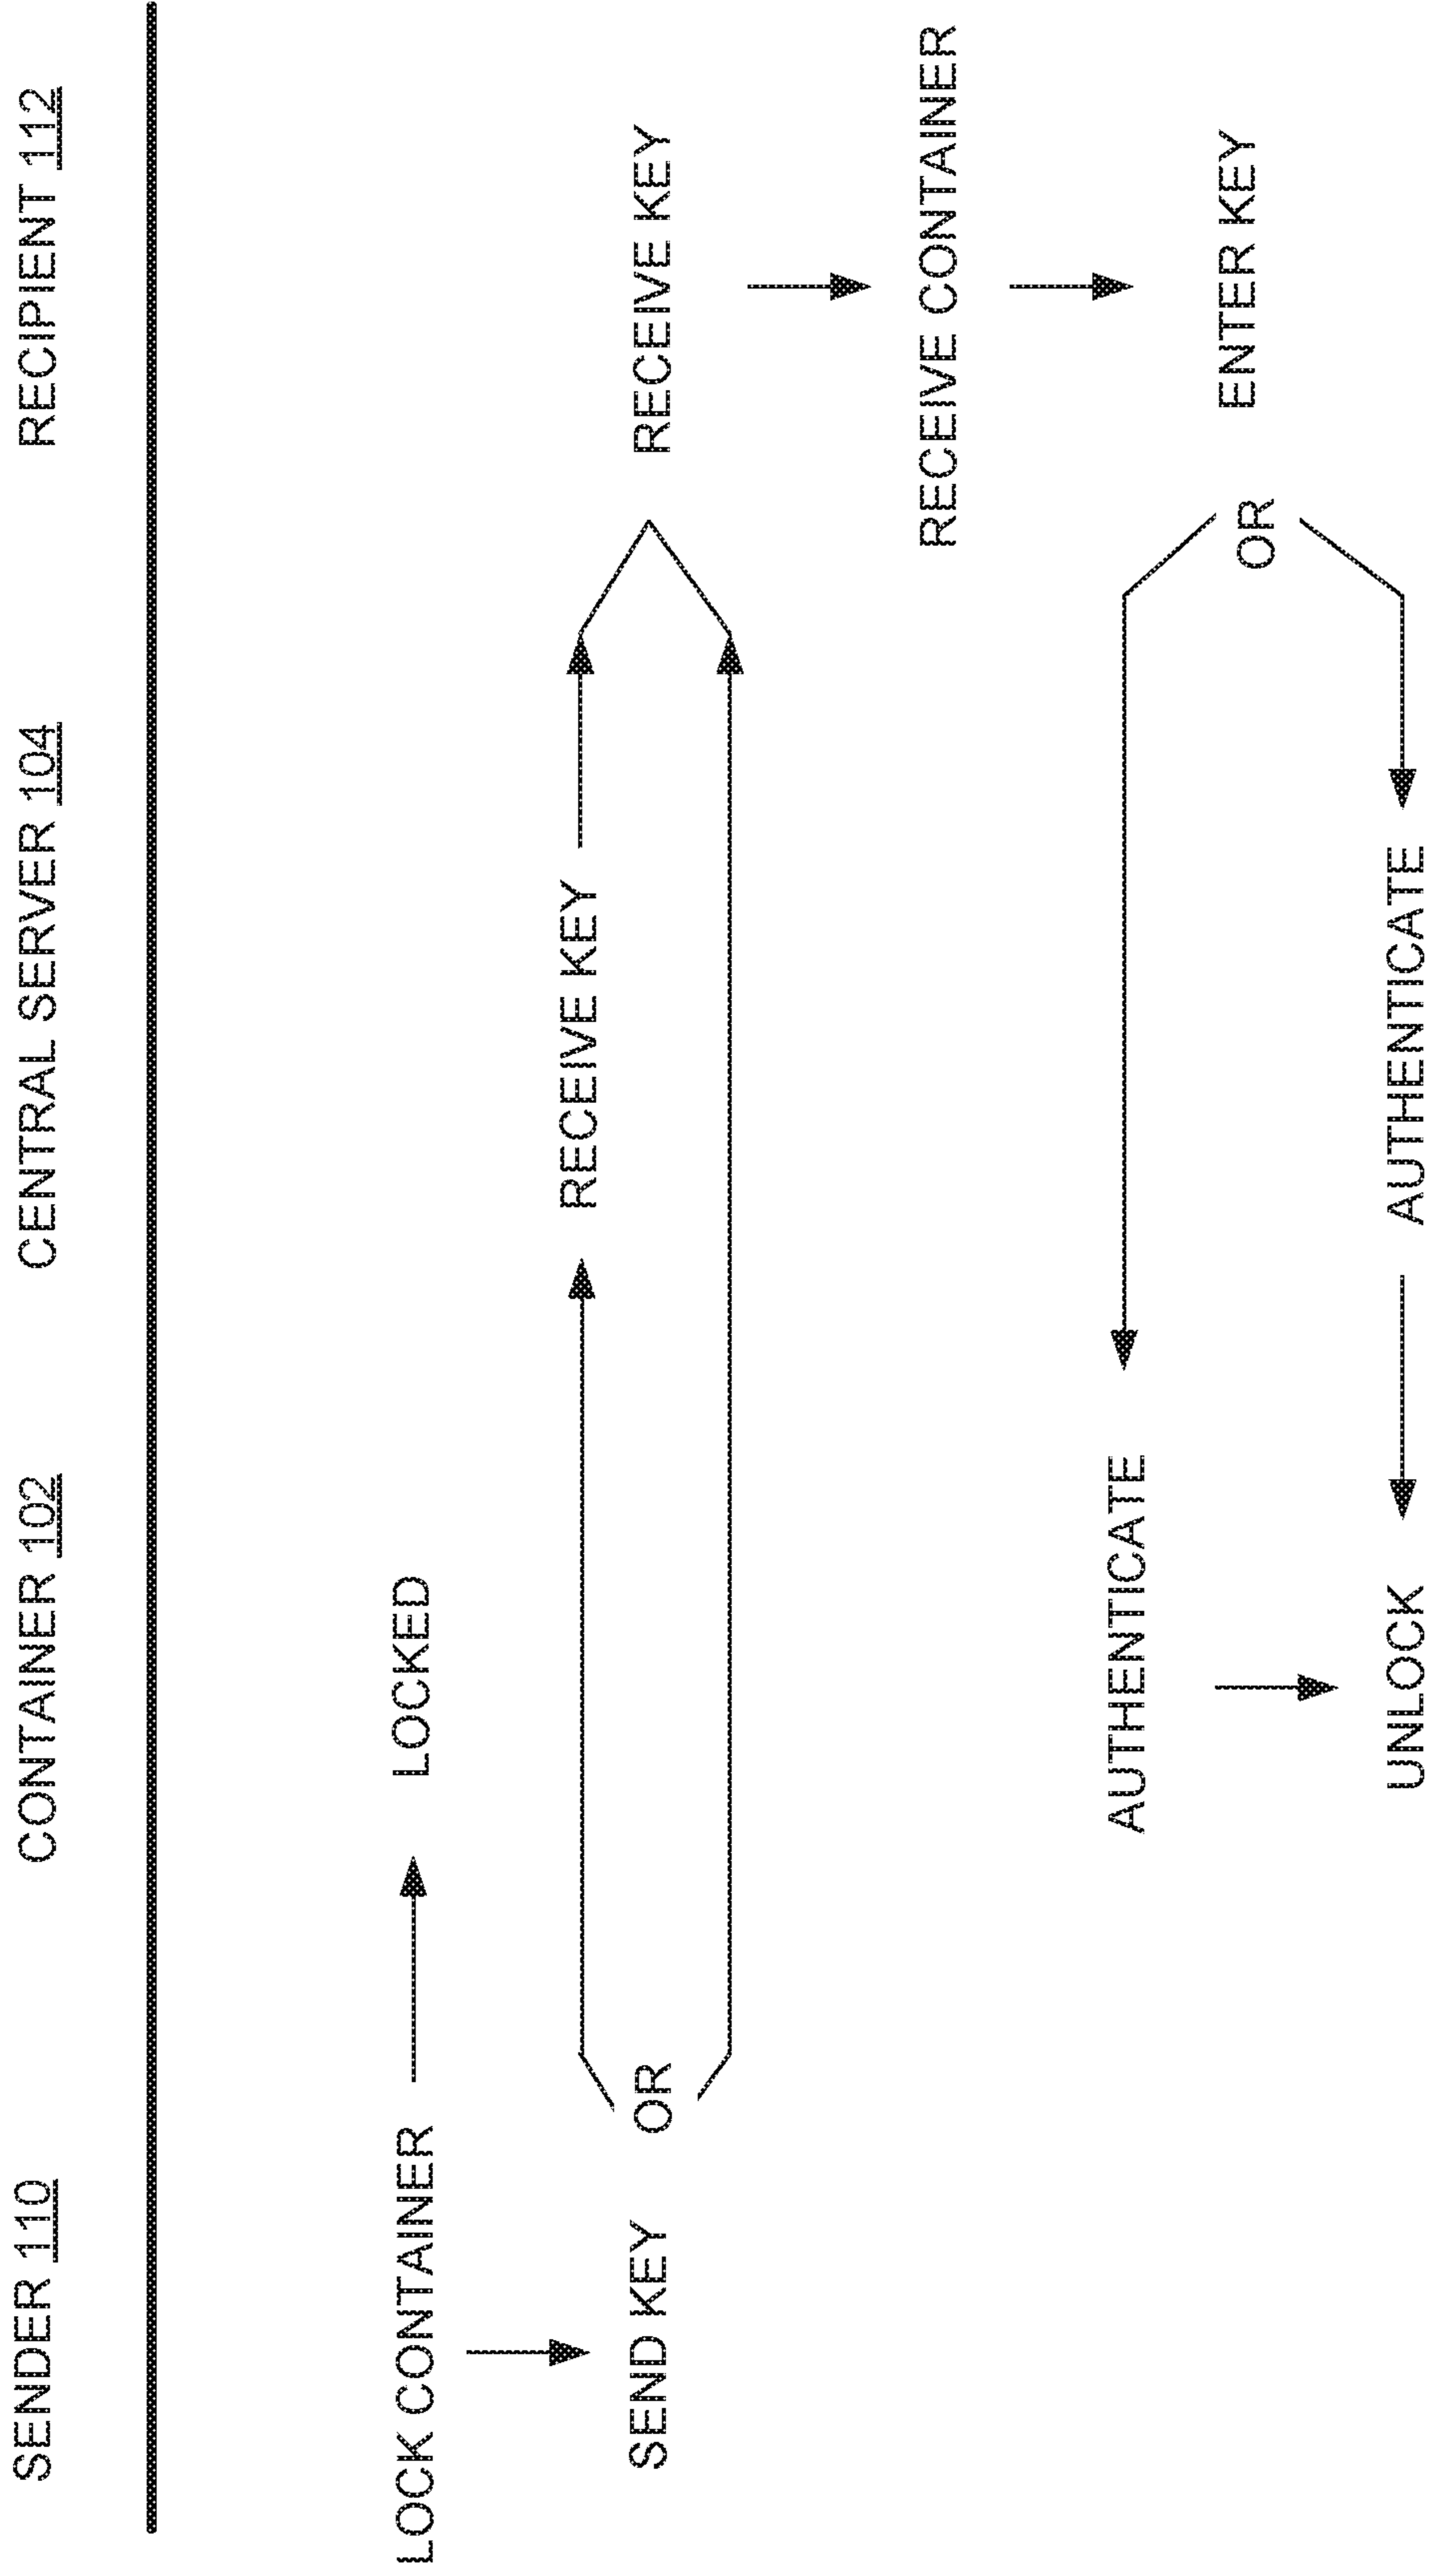 SENDER 110
CONTAINER 102
CENTRAL SERVER 104
RECIPIENT 112
LOCK CONTAINER
LOCKED
RECEIVE KEY
SEND KEY
OR
RECEIVE KEY
RECEIVE CONTAINER
AUTHENTICATE
OR
ENTER KEY
UNLOCK
AUTHENTICATE